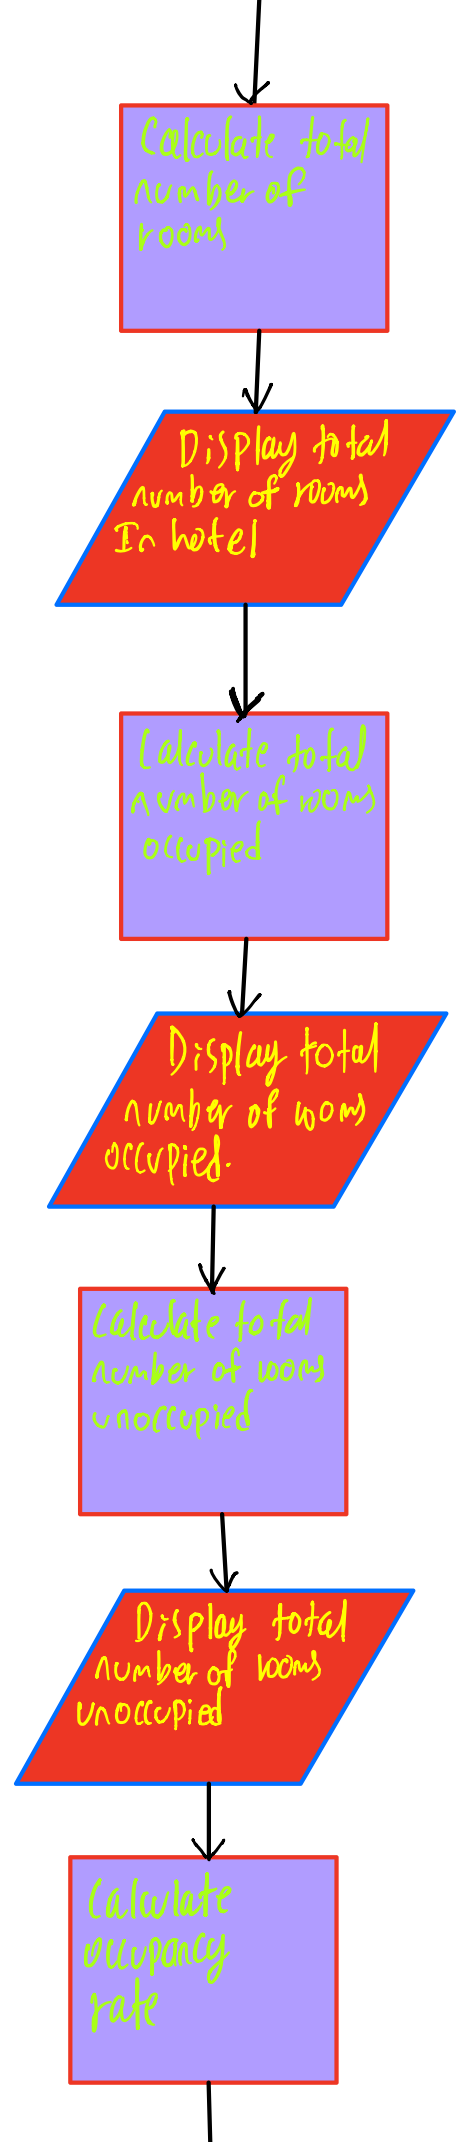 Calculate total
number of
rooms
Display total
number of rooms
In hotel
Calculate total
number of rooms
occupied
Display total
number of rooms
occupied.
Calculate total
number of rooms
unoccupied
Display total
number of rooms
unoccupied
Calculate
occupancy
rate